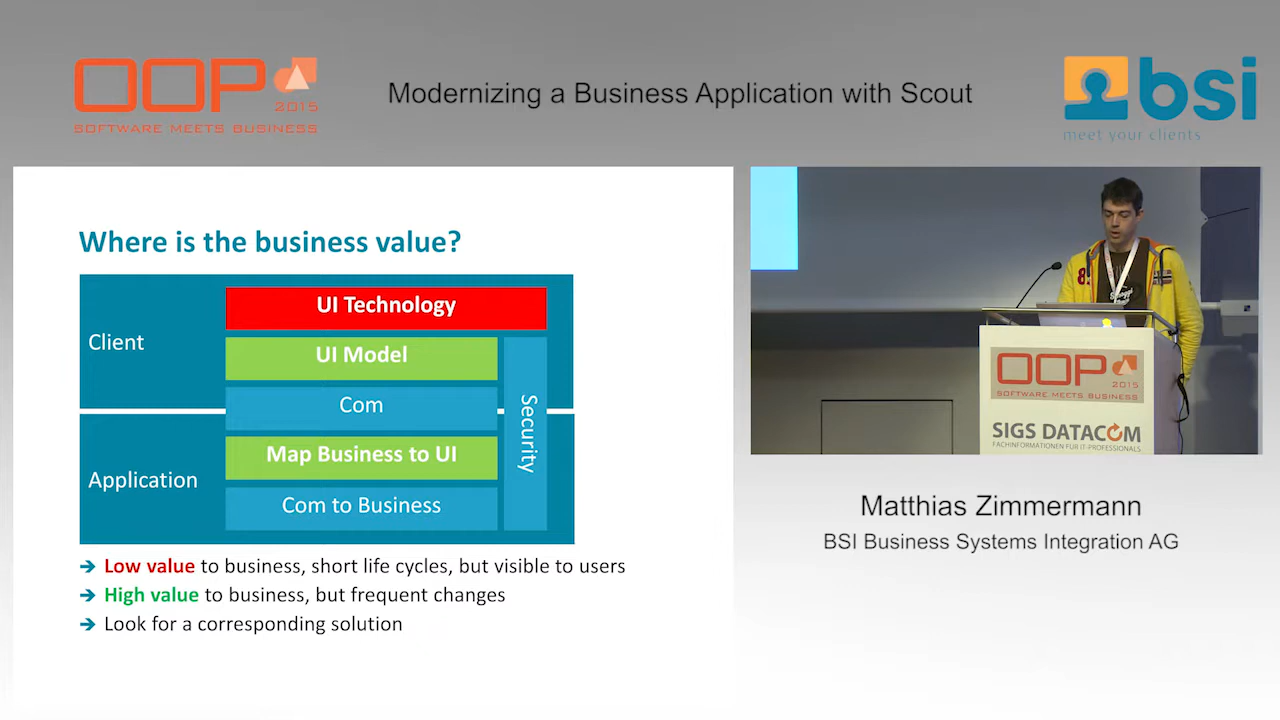 OOP
2015
SOFTWARE MEETS BUSINESS
Modernizing a Business Application with Scout
bsi
meet your clients
Where is the business value?
Client
UI Technology
UI Model
Com
Security
Application
Map Business to UI
Com to Business
➔ Low value to business, short life cycles, but visible to users
➔ High value to business, but frequent changes
➔ Look for a corresponding solution
OOP
2015
SOFTWARE MEETS BUSINESS
SIGS DATACOM
FACHINFORMATIONEN FÜR IT-PROFESSIONALS
Matthias Zimmermann
BSI Business Systems Integration AG